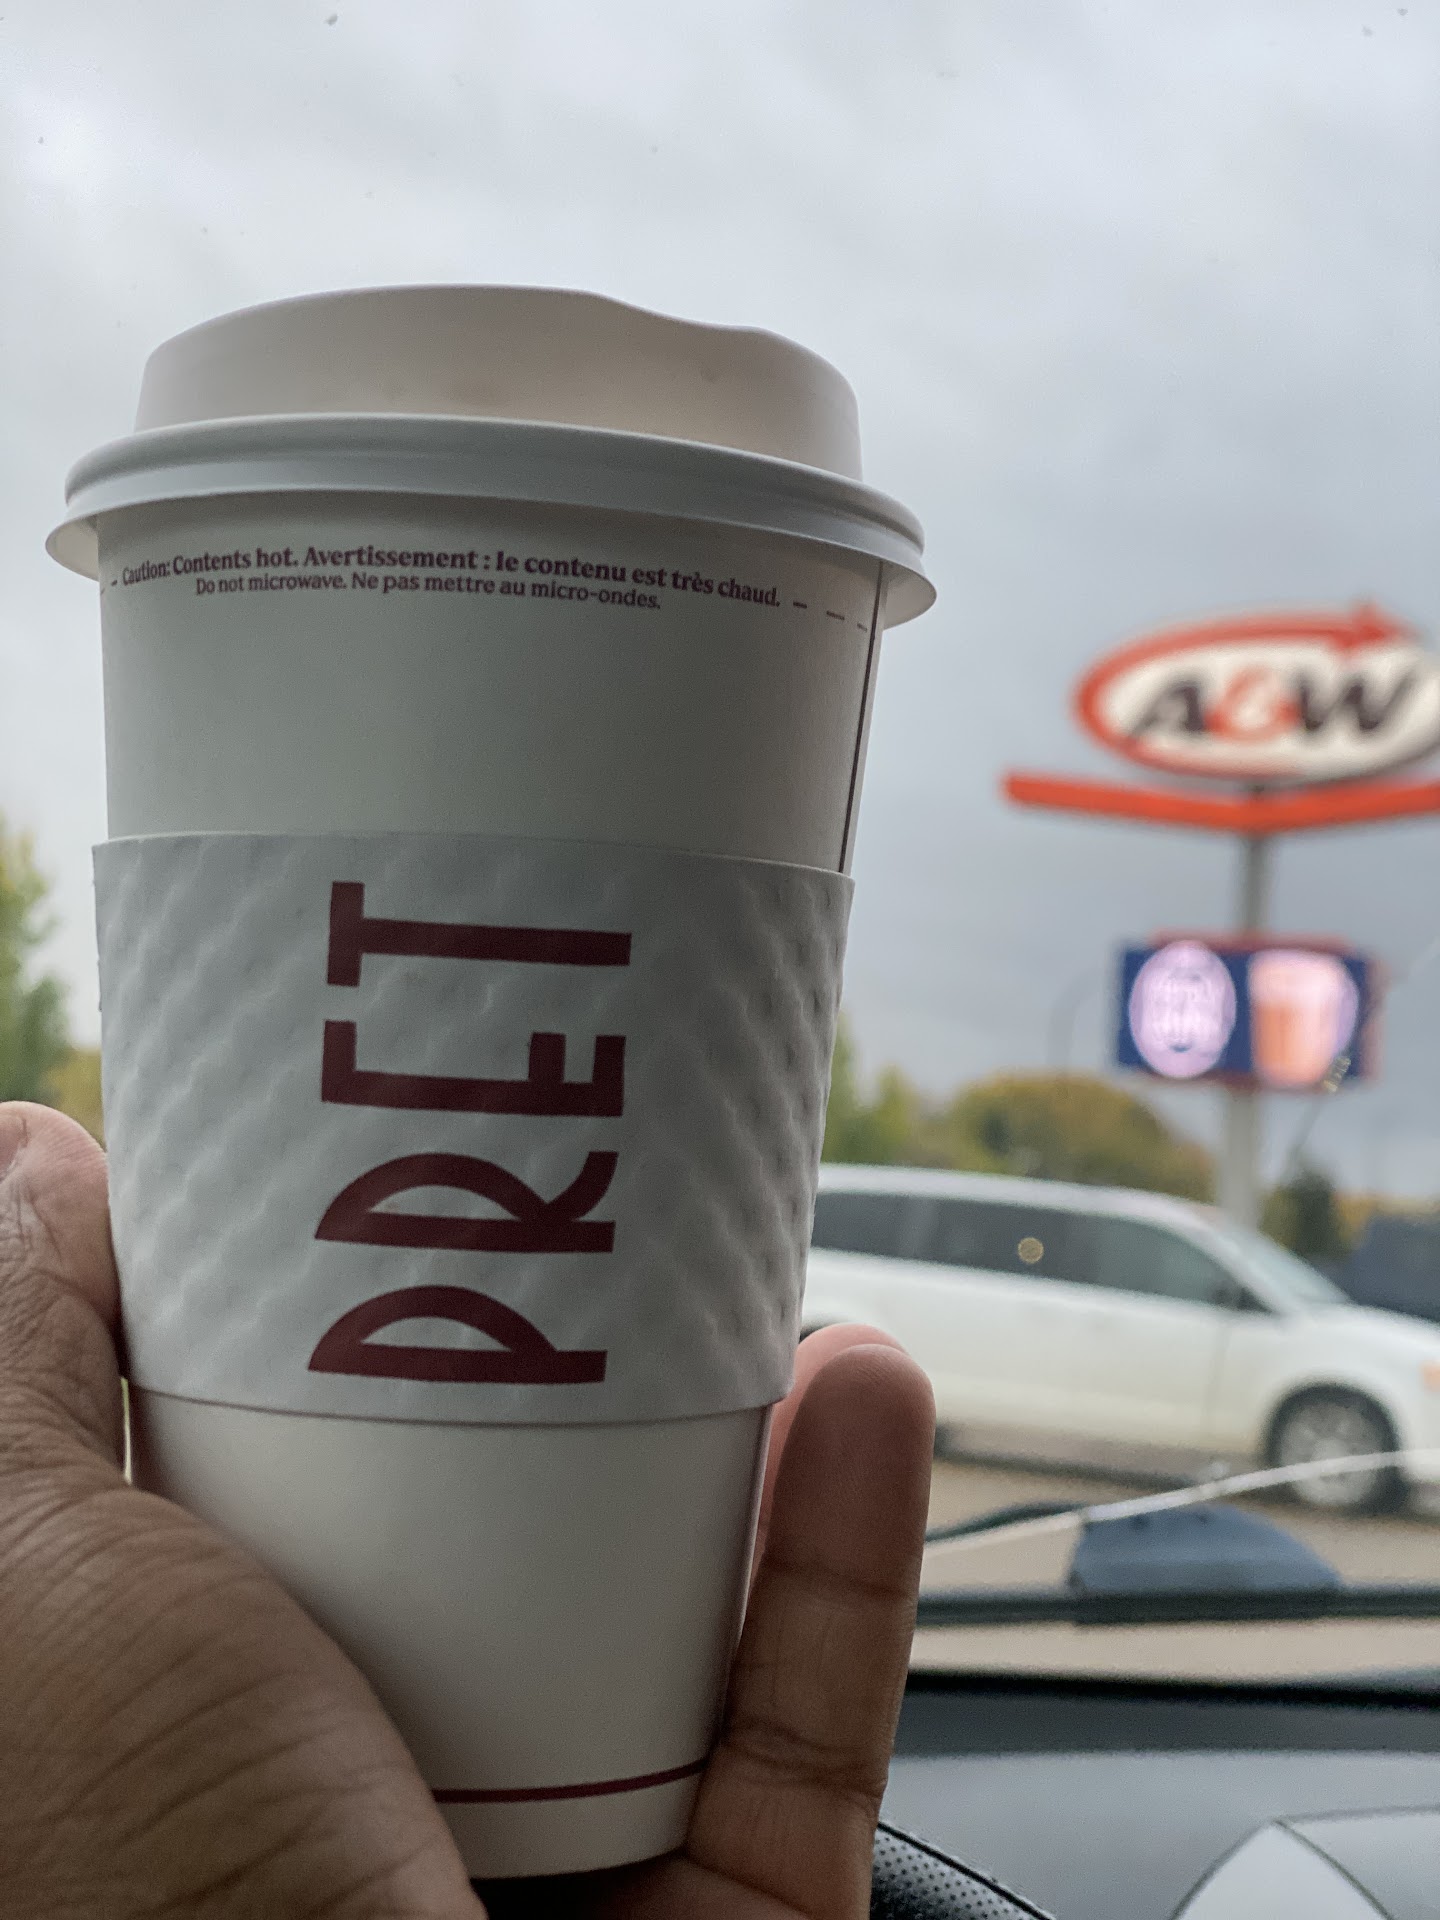 Caution: Contents hot. Avertissement : le contenu est très chaud.
Do not microwave. Ne pas mettre au micro-ondes.
PRET
A&W